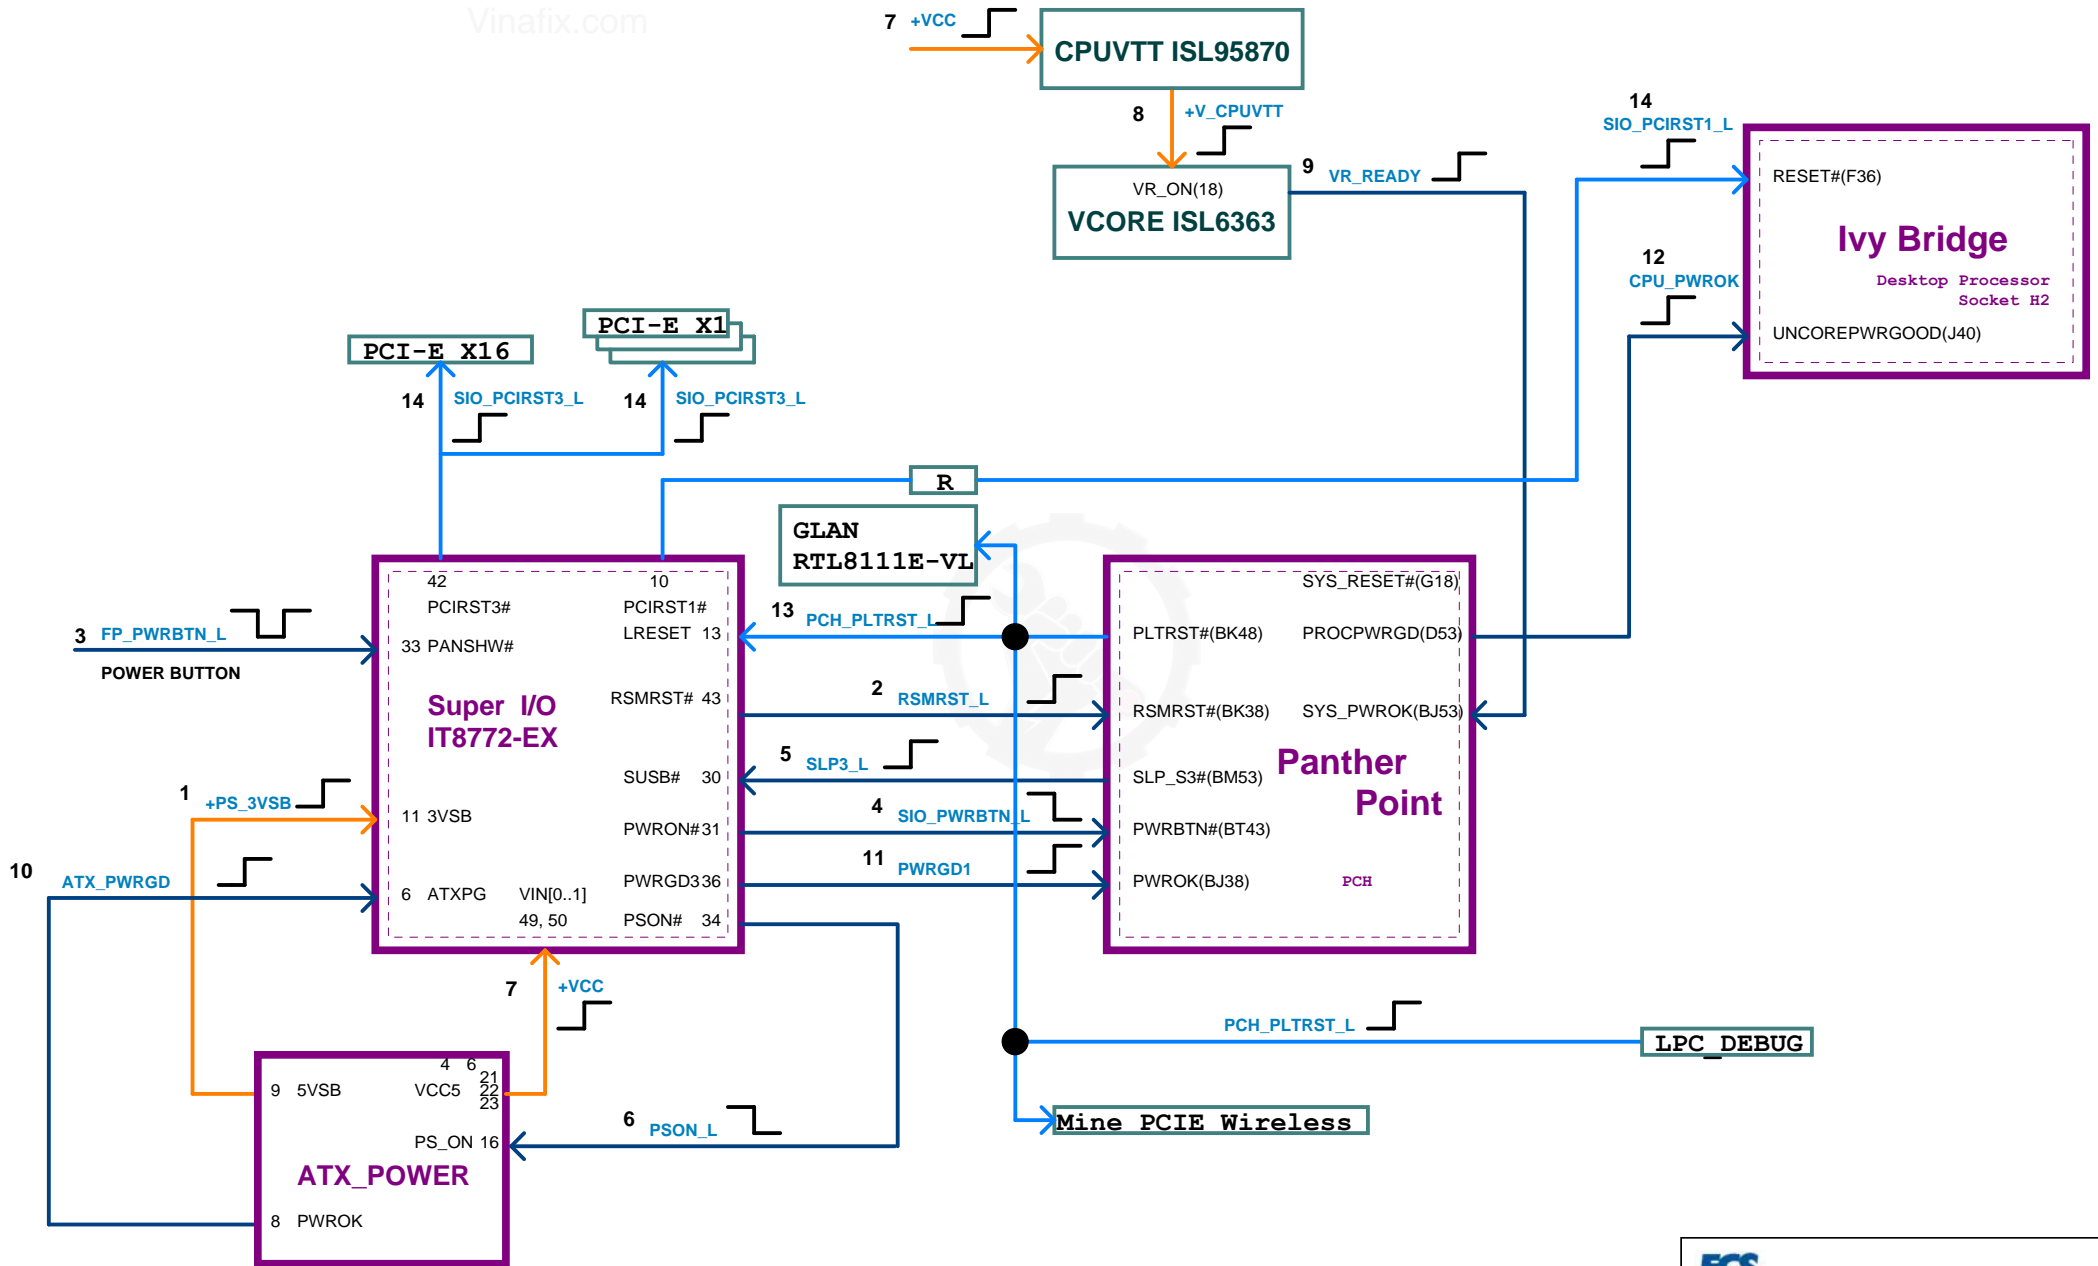 Vinafix.com
7 +VCC
CPUVTT ISL95870
8 +V_CPUVTT
14
SIO_PCIRST1_L
VR_ON(18)
VCORE ISL6363
9 VR_READY
RESET#(F36)
Ivy Bridge
Desktop Processor
Socket H2
12
CPU_PWROK
UNCOREPWRGOOD(J40)
PCI-E X16
PCI-E X1
14 SIO_PCIRST3_L
14 SIO_PCIRST3_L
R
GLAN
RTL8111E-VL
42
PCIRST3#
10
PCIRST1#
LRESET 13
3 FP_PWRBTN_L
POWER BUTTON
33 PANSHW#
Super I/O
IT8772-EX
RSMRST# 43
SUSB# 30
1 +PS_3VSB
11 3VSB
PWRON# 31
10 ATX_PWRGD
6 ATXPG
VIN[0..1]
49, 50
PWRGD3 36
PSON# 34
13 PCH_PLTRST_L
2 RSMRST_L
5 SLP3_L
4 SIO_PWRBTN_L
11 PWRGD1
SYS_RESET#(G18)
PLTRST#(BK48)
PROCPWRGD(D53)
RSMRST#(BK38)
SYS_PWROK(BJ53)
SLP_S3#(BM53)
Panther
Point
PWRBTN#(BT43)
PWROK(BJ38)
PCH
7 +VCC
PCH_PLTRST_L
LPC_DEBUG
4 6
21
22
23
9 5VSB
VCC5
6 PSON_L
Mine PCIE Wireless
PS_ON 16
ATX_POWER
8 PWROK
ECS